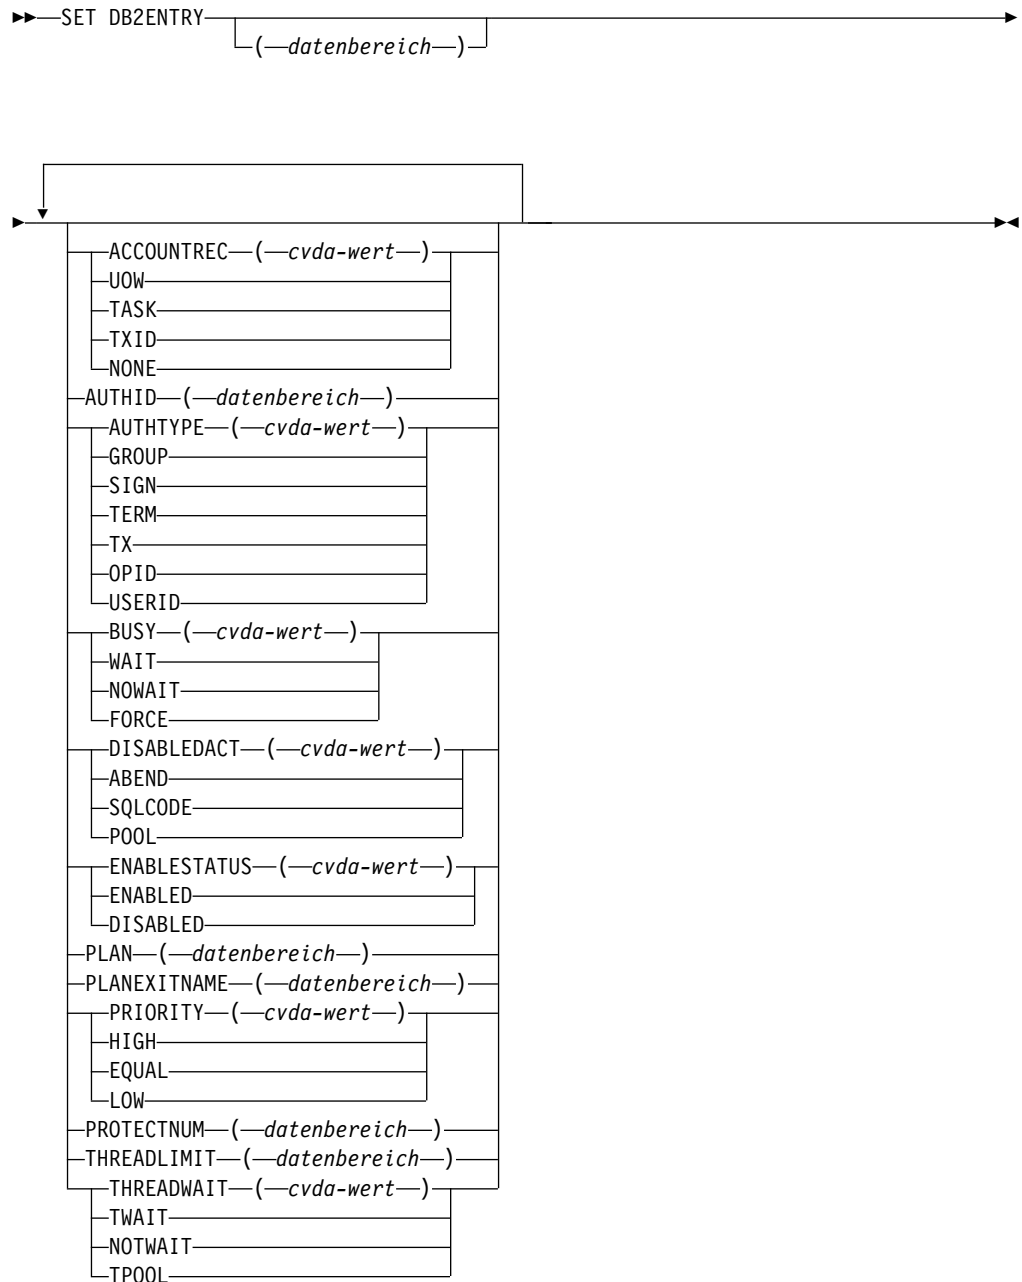 SET DB2ENTRY
(datenbereich)
ACCOUNTREC(cvda-wert)
UOW
TASK
TXID
NONE
AUTHID(datenbereich)
AUTHTYPE(cvda-wert)
GROUP
SIGN
TERM
TX
OPID
USERID
BUSY(cvda-wert)
WAIT
NOWAIT
FORCE
DISABLEDACT(cvda-wert)
ABEND
SQLCODE
POOL
ENABLESTATUS(cvda-wert)
ENABLED
DISABLED
PLAN(datenbereich)
PLANEXITNAME(datenbereich)
PRIORITY(cvda-wert)
HIGH
EQUAL
LOW
PROTECTNUM(datenbereich)
THREADLIMIT(datenbereich)
THREADWAIT(cvda-wert)
TWAIT
NOTWAIT
TPOOL